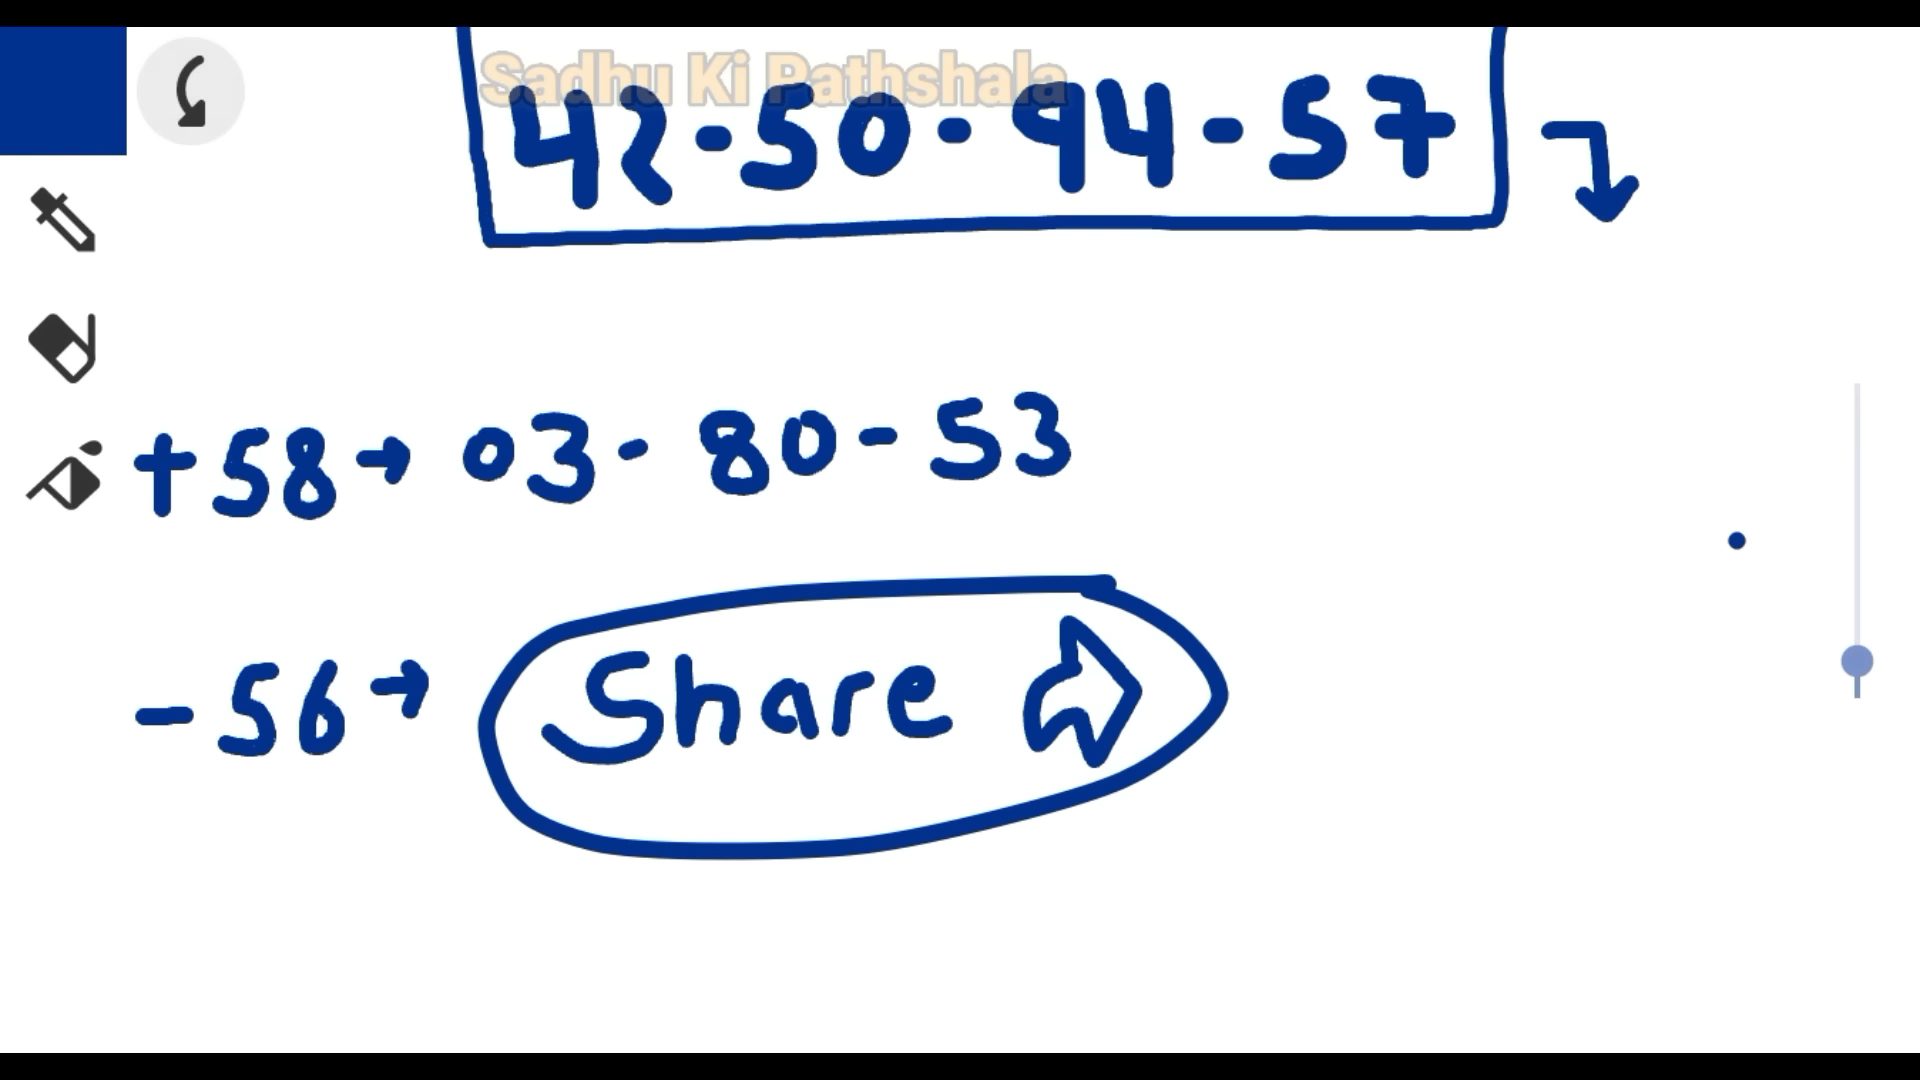 Sadhu Ki Pathshala
42-50-94-57
+58→ 03-80-53
-56→ Share